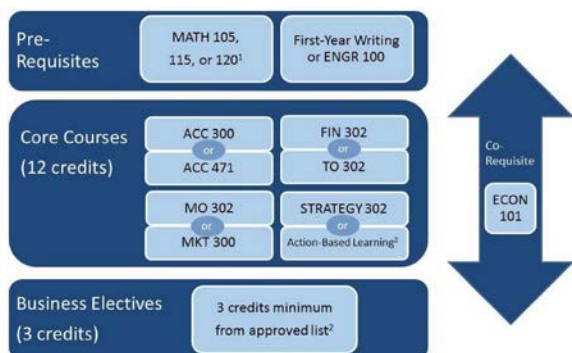 Pre-
Requisites
MATH 105,
115, or 120¹
First-Year Writing
or ENGR 100
Core Courses
(12 credits)
ACC 300
or
ACC 471
FIN 302
or
TO 302
MO 302
or
MKT 300
STRATEGY 302
or
Action-Based Learning²
Co-
Requisite
ECON
101
Business Electives
(3 credits)
3 credits minimum
from approved list²